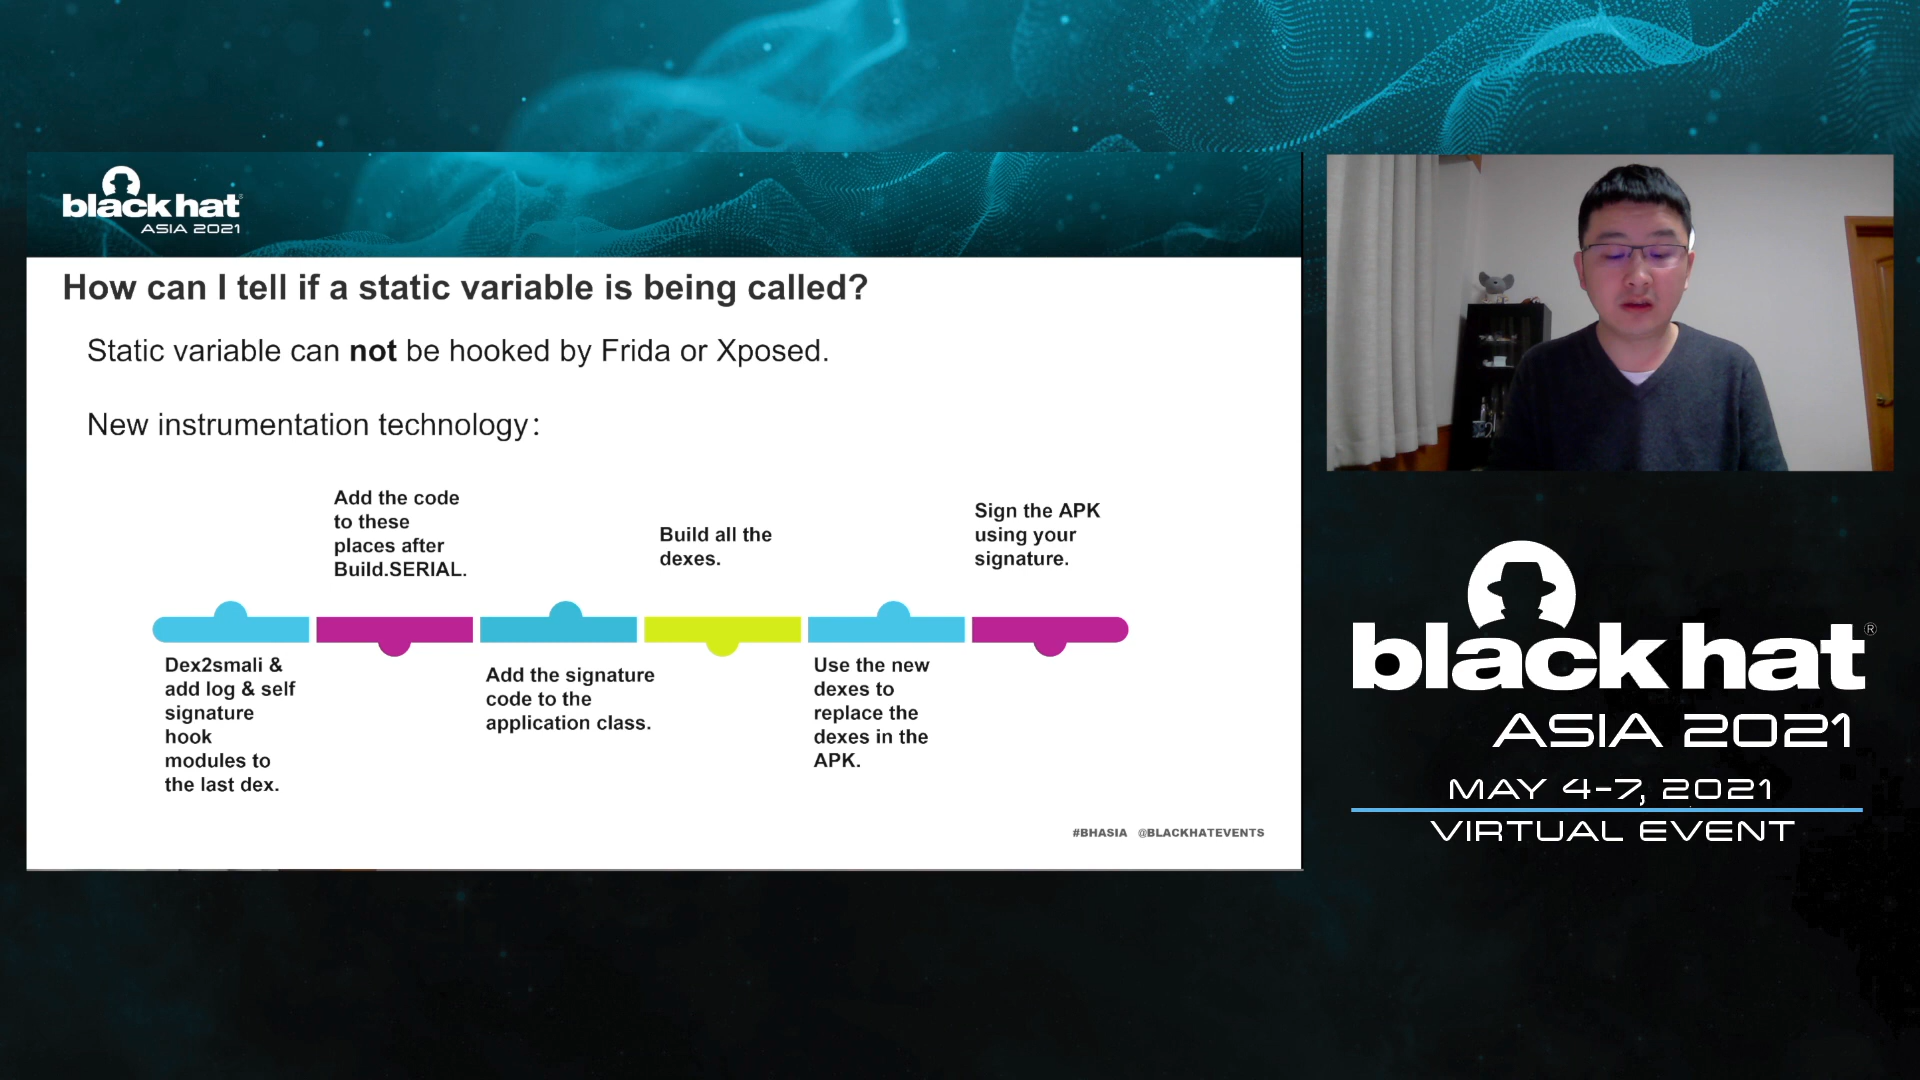 black hat
ASIA 2021
How can I tell if a static variable is being called?
Static variable can not be hooked by Frida or Xposed.
New instrumentation technology:
Add the code
to these
places after
Build.SERIAL.
Build all the
dexes.
Sign the APK
using your
signature.
Dex2smali &
add log & self
signature
hook
modules to
the last dex.
Add the signature
code to the
application class.
Use the new
dexes to
replace the
dexes in the
APK.
#BHASIA @BLACKHATEVENTS
black hat®
ASIA 2021
MAY 4-7, 2021
VIRTUAL EVENT